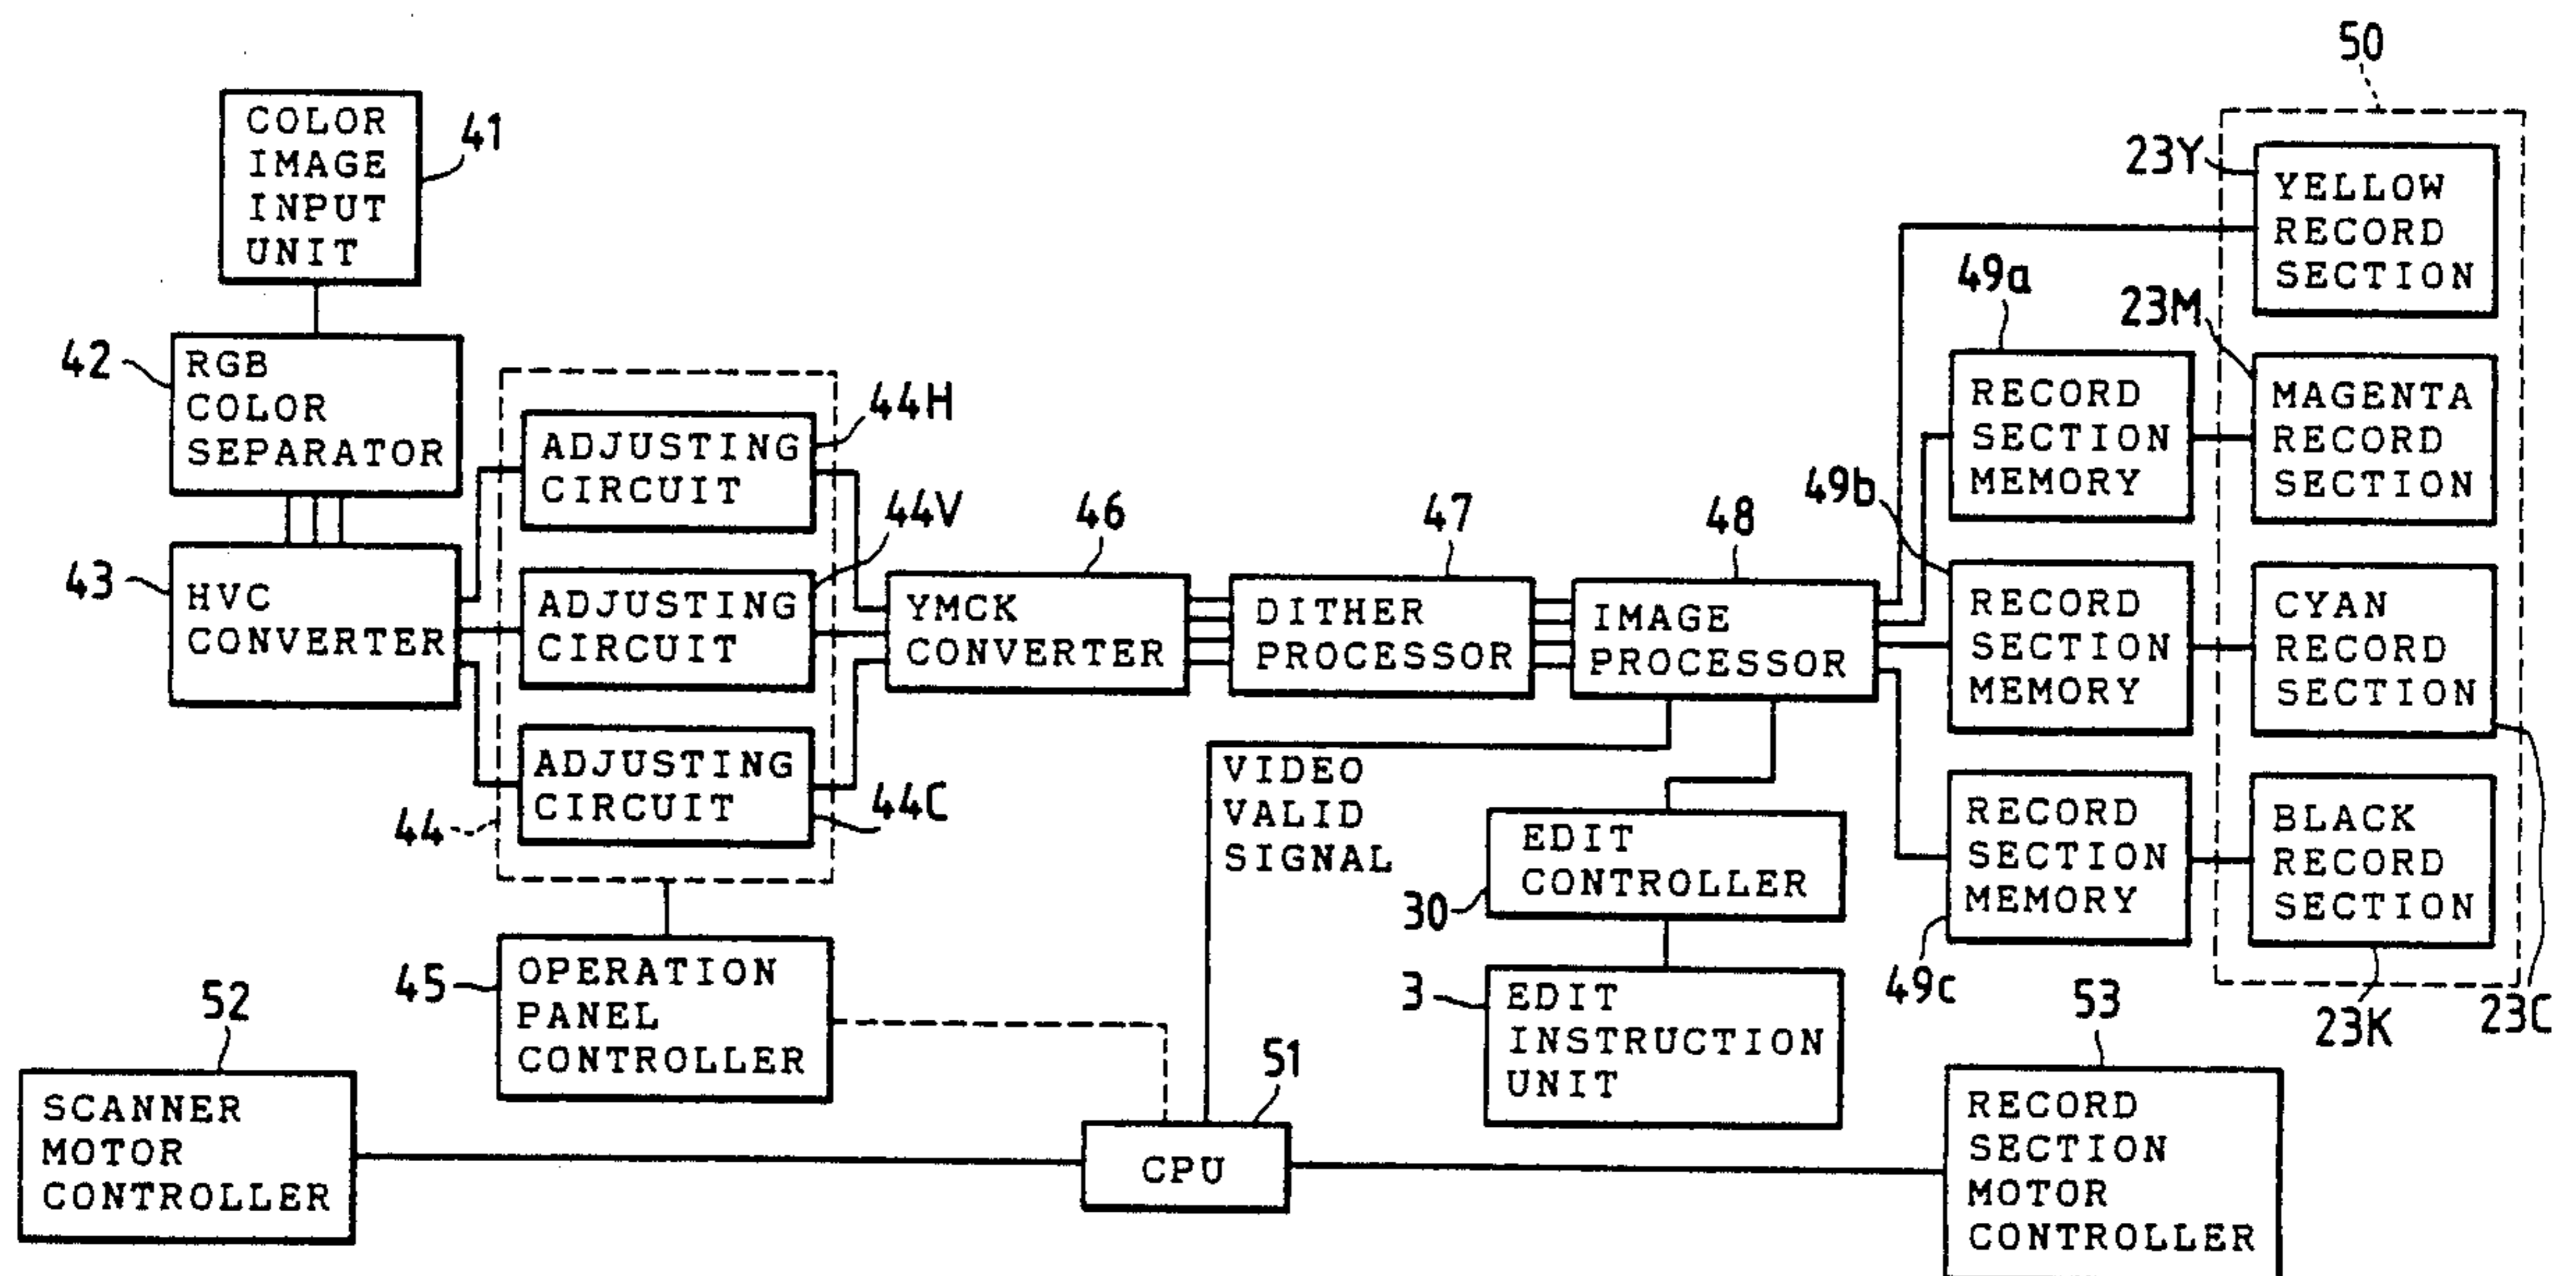 50
COLOR
IMAGE
INPUT
UNIT
41
23Y
YELLOW
RECORD
SECTION
42
RGB
COLOR
SEPARATOR
49a
23M
RECORD
SECTION
MEMORY
MAGENTA
RECORD
SECTION
44H
ADJUSTING
CIRCUIT
44V
43
HVC
CONVERTER
ADJUSTING
CIRCUIT
46
YMCK
CONVERTER
47
DITHER
PROCESSOR
48
IMAGE
PROCESSOR
49b
RECORD
SECTION
MEMORY
CYAN
RECORD
SECTION
ADJUSTING
CIRCUIT
44
44C
VIDEO
VALID
SIGNAL
EDIT
CONTROLLER
30
RECORD
SECTION
MEMORY
49c
BLACK
RECORD
SECTION
23K
23C
45
OPERATION
PANEL
CONTROLLER
3
EDIT
INSTRUCTION
UNIT
52
SCANNER
MOTOR
CONTROLLER
51
CPU
53
RECORD
SECTION
MOTOR
CONTROLLER